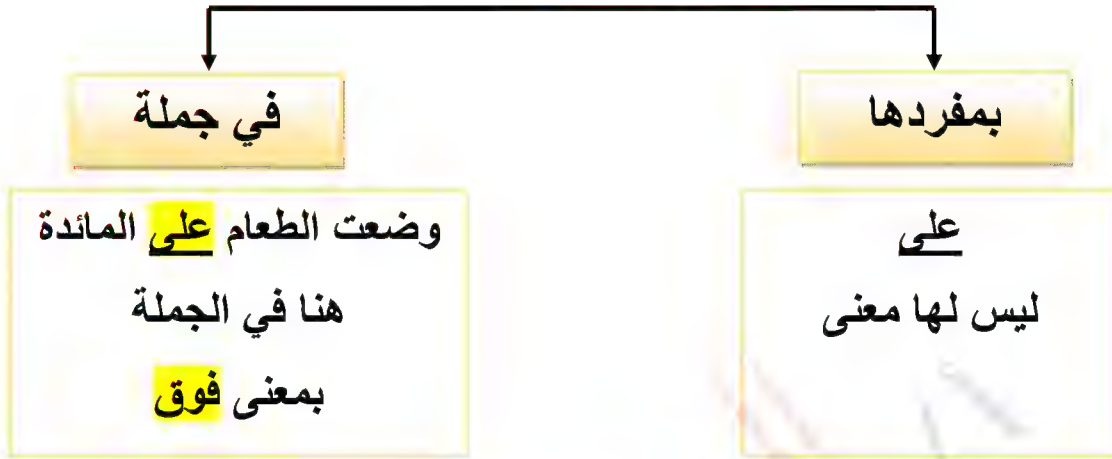 بمفردها
على
ليس لها معنى
في جملة
وضعت الطعام على المائدة
هنا في الجملة
بمعنى فوق